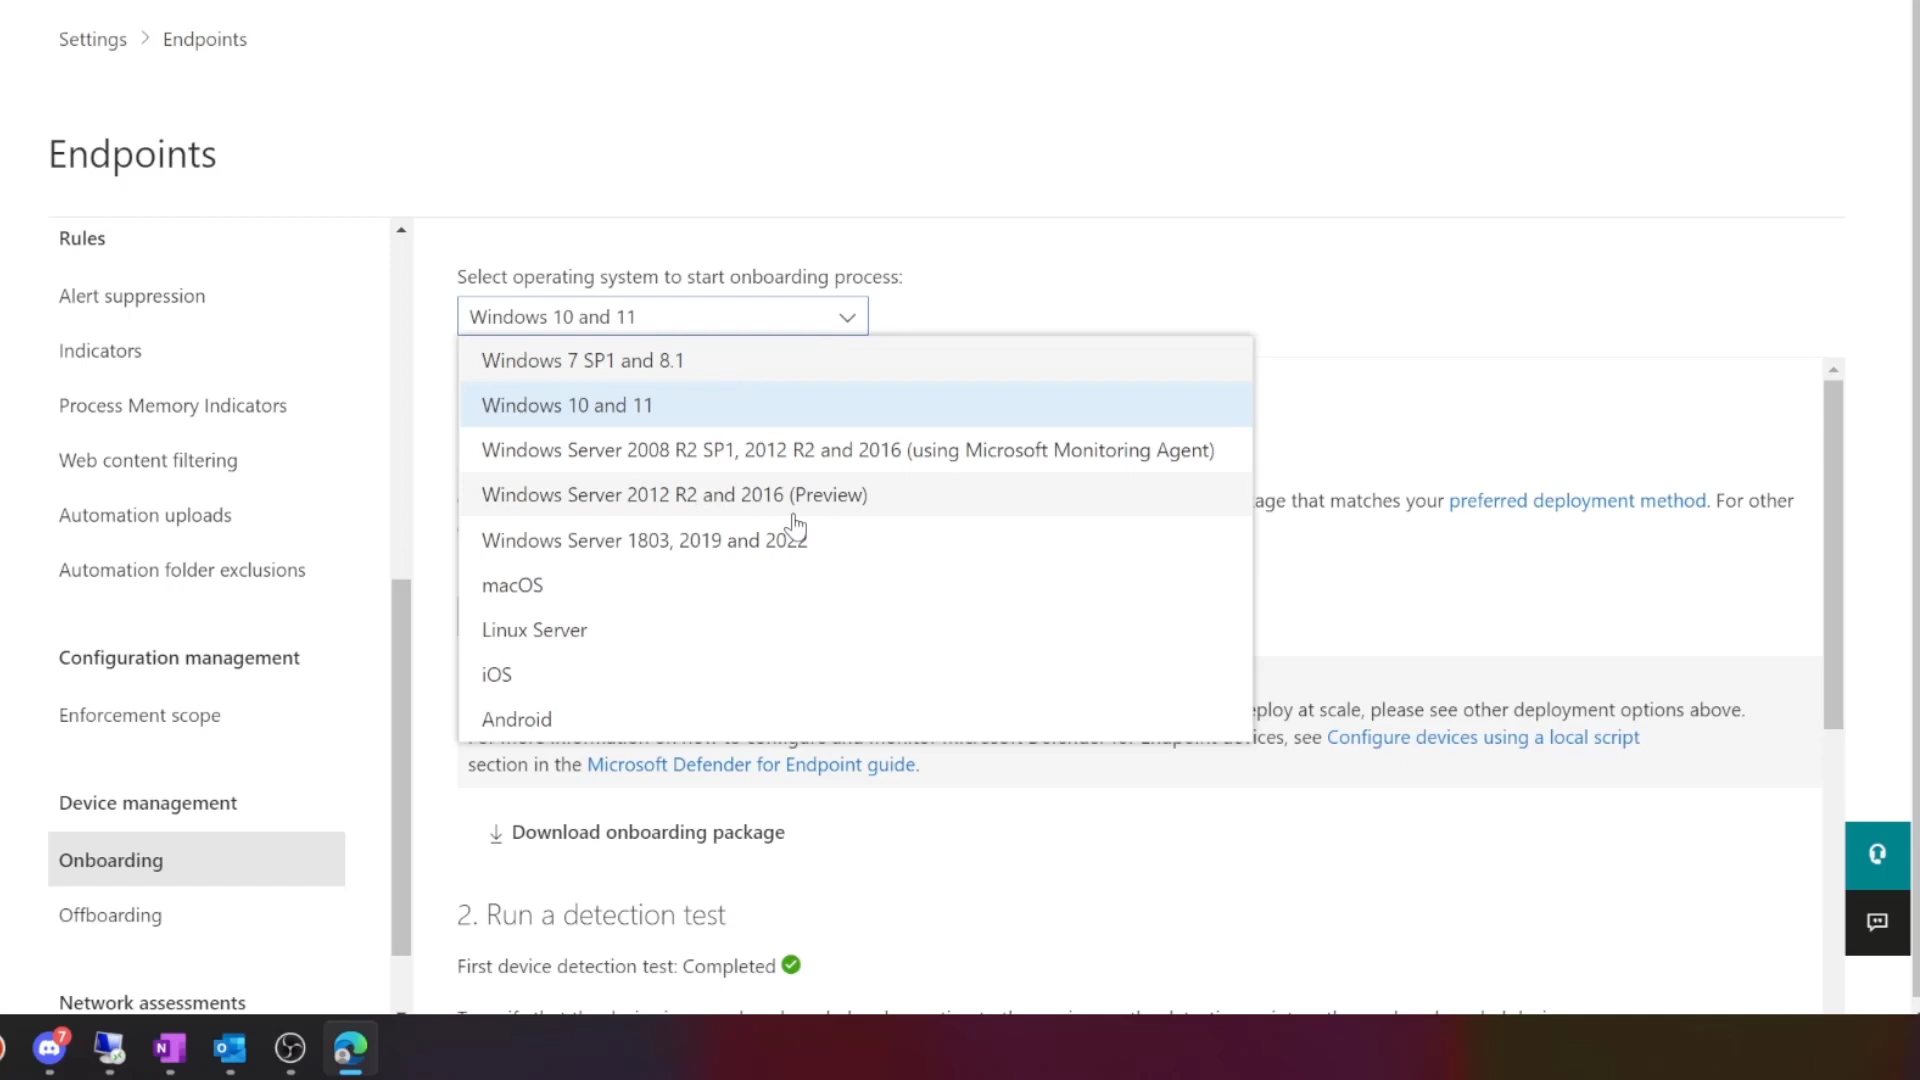 Settings > Endpoints
Endpoints
Rules
Alert suppression
Indicators
Process Memory Indicators
Web content filtering
Automation uploads
Automation folder exclusions
Configuration management
Enforcement scope
Device management
Onboarding
Offboarding
Network assessments
Select operating system to start onboarding process:
Windows 10 and 11
Windows 7 SP1 and 8.1
Windows 10 and 11
Windows Server 2008 R2 SP1, 2012 R2 and 2016 (using Microsoft Monitoring Agent)
Windows Server 2012 R2 and 2016 (Preview)
Windows Server 1803, 2019 and 2022
macOS
Linux Server
iOS
Android
age that matches your preferred deployment method. For other
eploy at scale, please see other deployment options above.
ices, see Configure devices using a local script
section in the Microsoft Defender for Endpoint guide.
Download onboarding package
2. Run a detection test
First device detection test: Completed
7